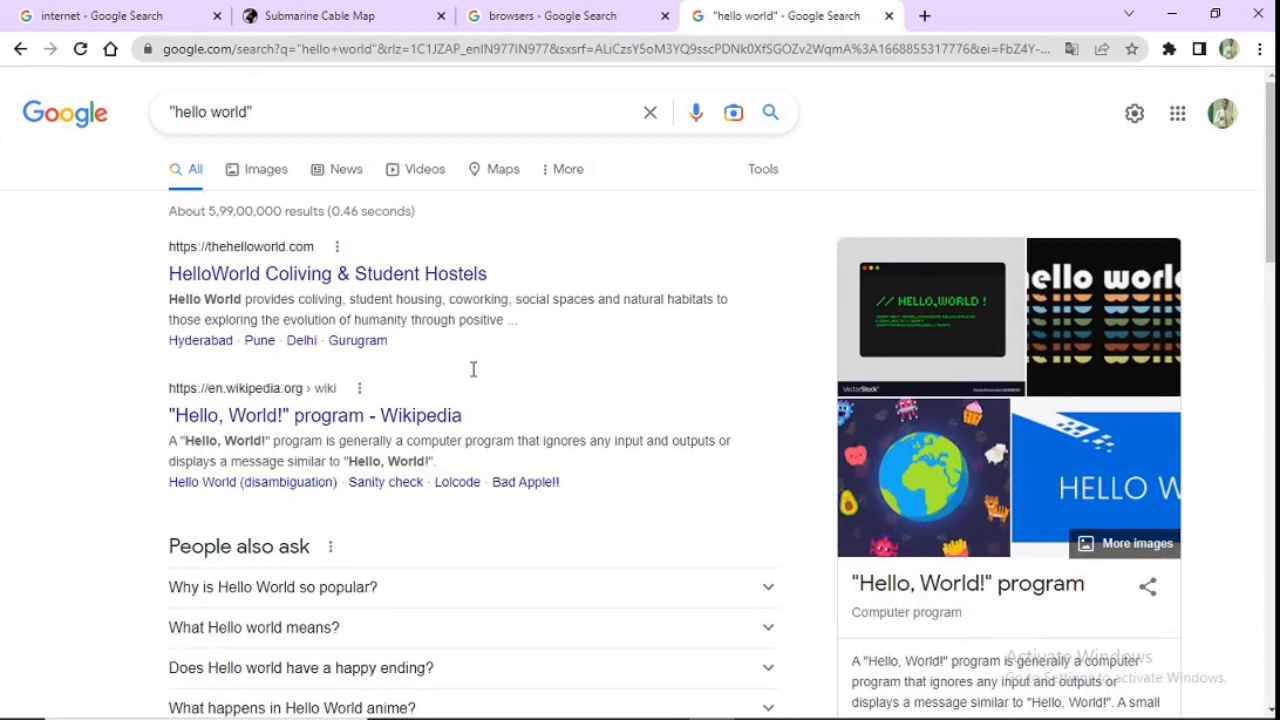 internet - Google Search
Submarine Cable Map
browsers - Google Search
"hello world" - Google Search
google.com/search?q="hello+world"&rlz=1C1JZAP_enIN977IN977&sxsrf=ALiCzsY5oM3YQ9sscPDNk0XfSGOZv2WqmA%3A1668855317776&ei=FbZ4Y-...
Google
"hello world"
All
Images
News
Videos
Maps
More
Tools
About 5,99,00,000 results (0.46 seconds)
https://thehelloworld.com
HelloWorld Coliving & Student Hostels
Hello World provides coliving, student housing, coworking, social spaces and natural habitats to
those exploring the evolution of humanity through positive ...
Hyderabad · Pune · Delhi · Gurugram
https://en.wikipedia.org › wiki
"Hello, World!" program - Wikipedia
A "Hello, World!" program is generally a computer program that ignores any input and outputs or
displays a message similar to "Hello, World!".
Hello World (disambiguation) · Sanity check · Lolcode · Bad Apple!!
People also ask
Why is Hello World so popular?
What Hello world means?
Does Hello world have a happy ending?
What happens in Hello World anime?
// HELLO_WORLD !
VectorStock
hello world
HELLO W
More images
"Hello, World!" program
Computer program
A "Hello, World!" program is generally a computer
program that ignores any input and outputs or
displays a message similar to "Hello, World!". A small
Activate Windows
Go to Settings to activate Windows.